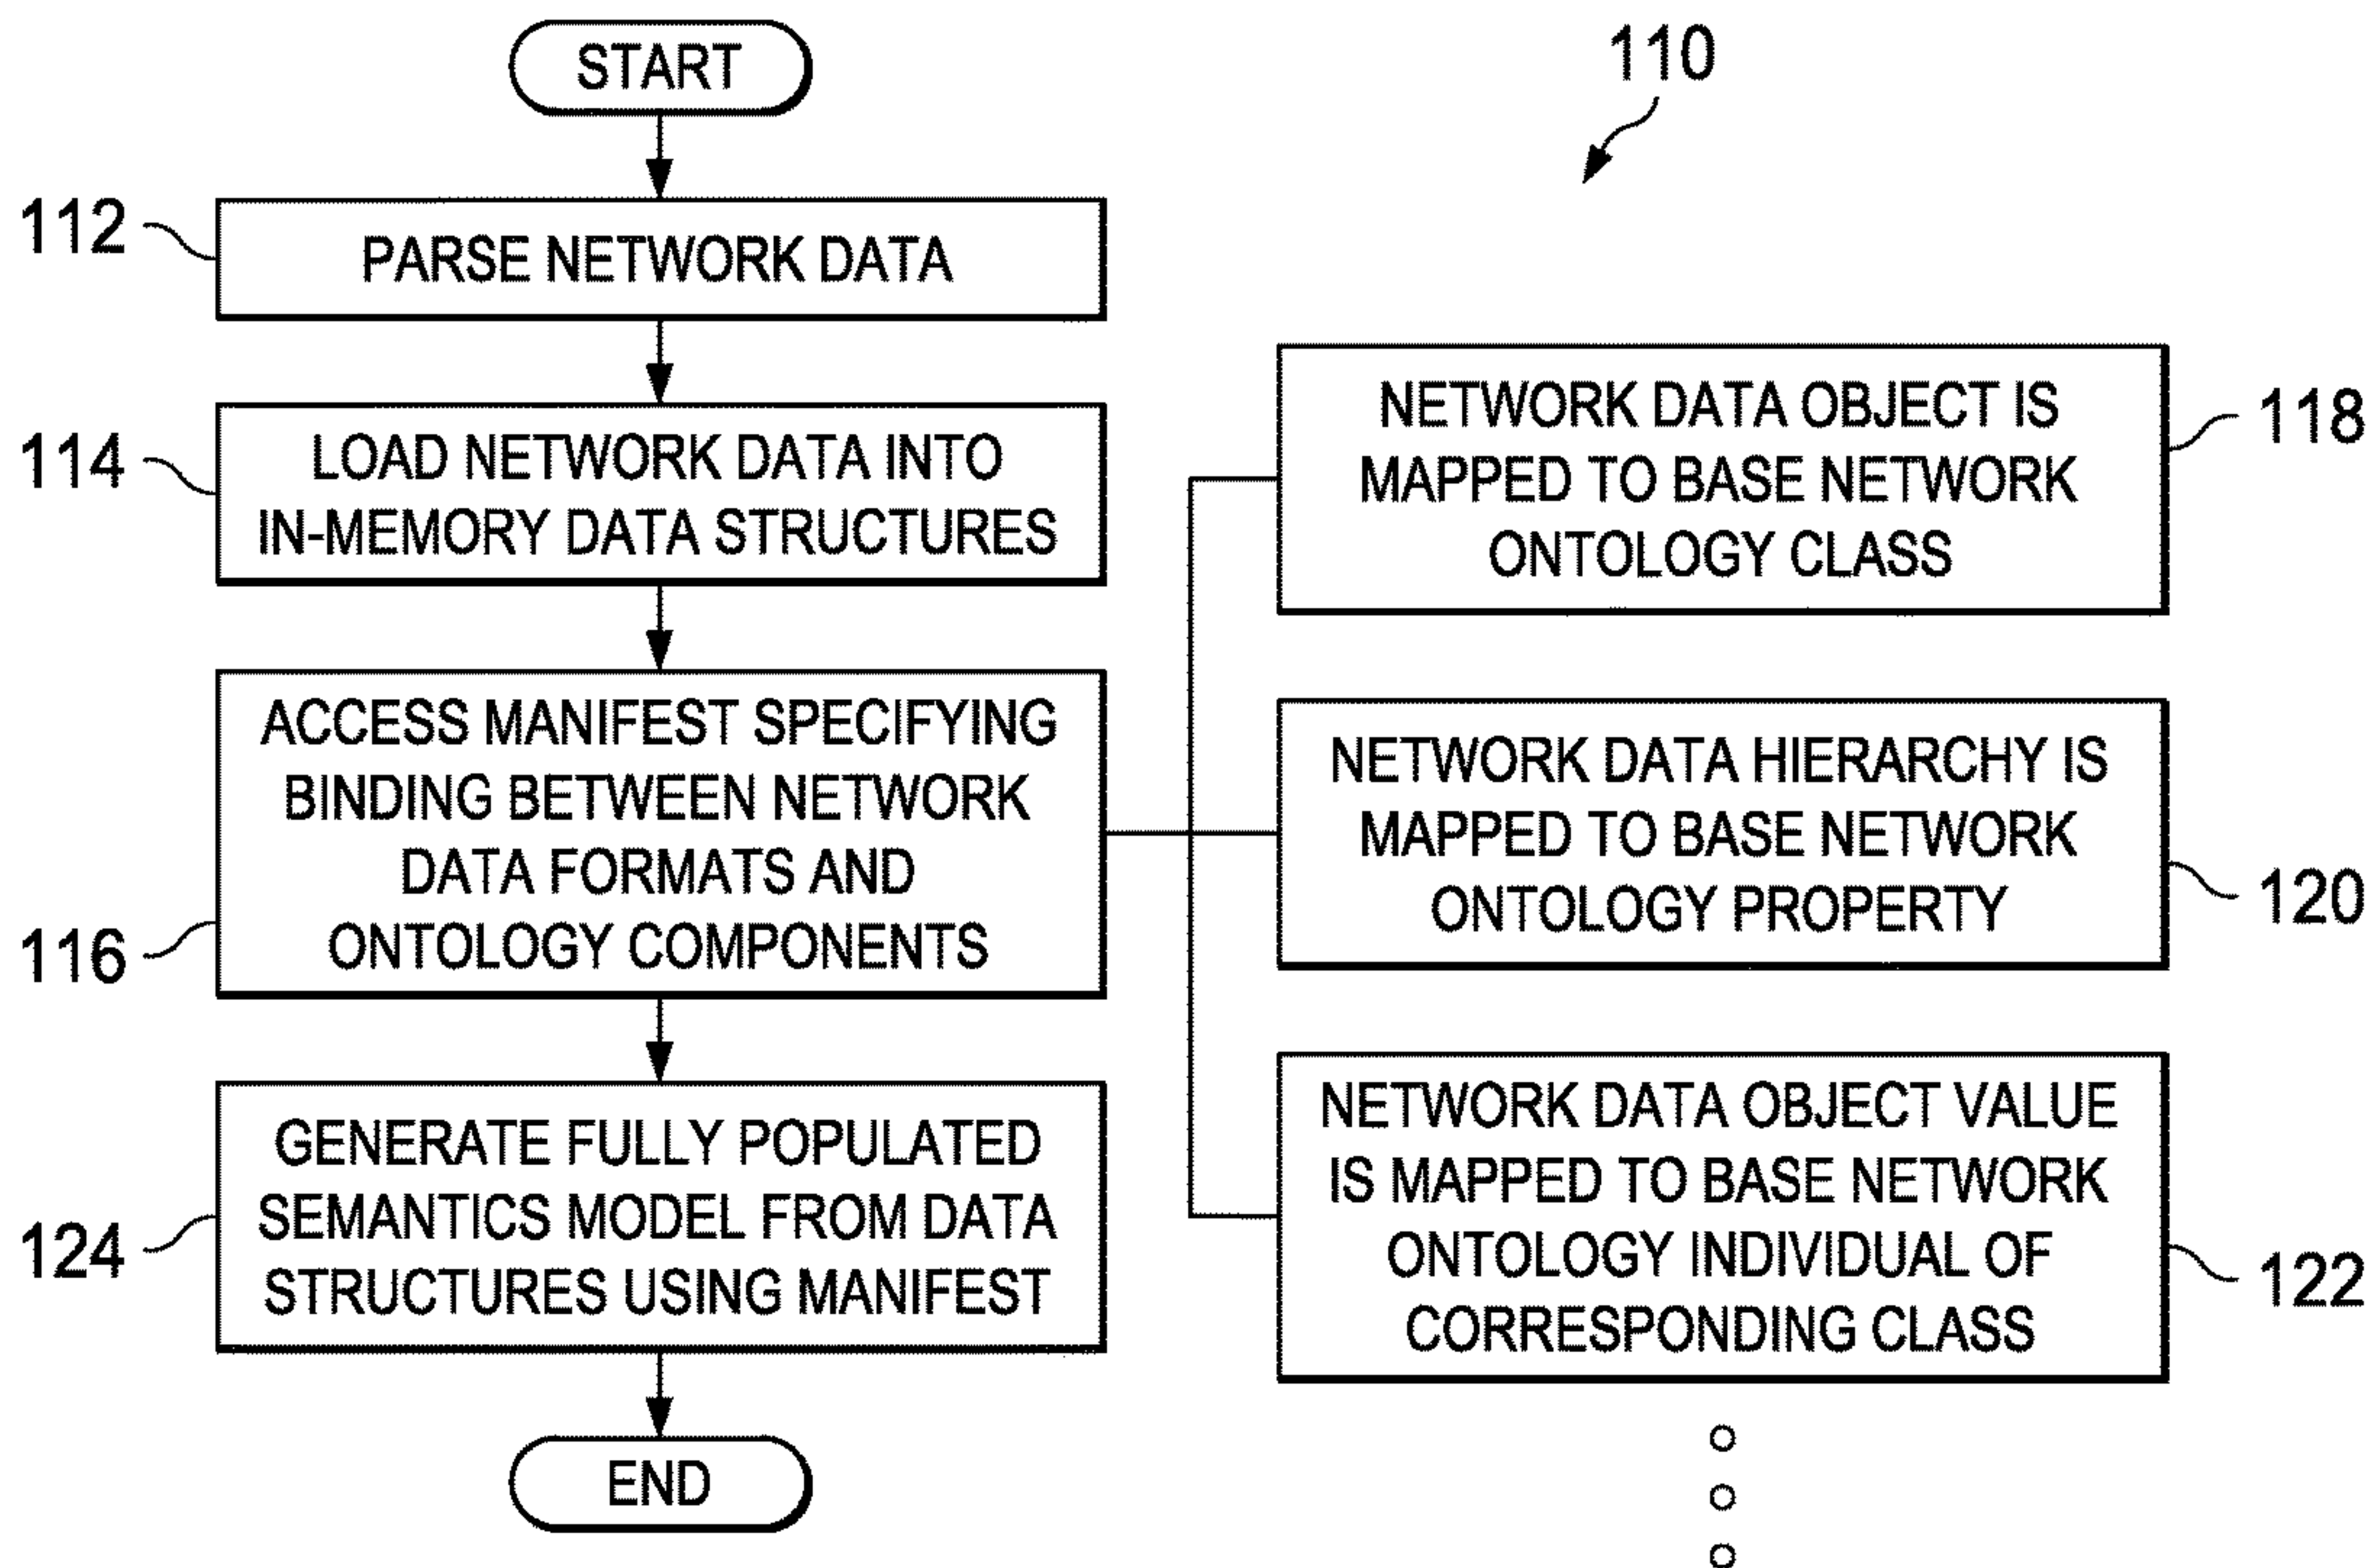 START
110
112
PARSE NETWORK DATA
114
LOAD NETWORK DATA INTO
IN-MEMORY DATA STRUCTURES
116
ACCESS MANIFEST SPECIFYING
BINDING BETWEEN NETWORK
DATA FORMATS AND
ONTOLOGY COMPONENTS
NETWORK DATA OBJECT IS
MAPPED TO BASE NETWORK
ONTOLOGY CLASS
118
NETWORK DATA HIERARCHY IS
MAPPED TO BASE NETWORK
ONTOLOGY PROPERTY
120
NETWORK DATA OBJECT VALUE
IS MAPPED TO BASE NETWORK
ONTOLOGY INDIVIDUAL OF
CORRESPONDING CLASS
122
124
GENERATE FULLY POPULATED
SEMANTICS MODEL FROM DATA
STRUCTURES USING MANIFEST
END